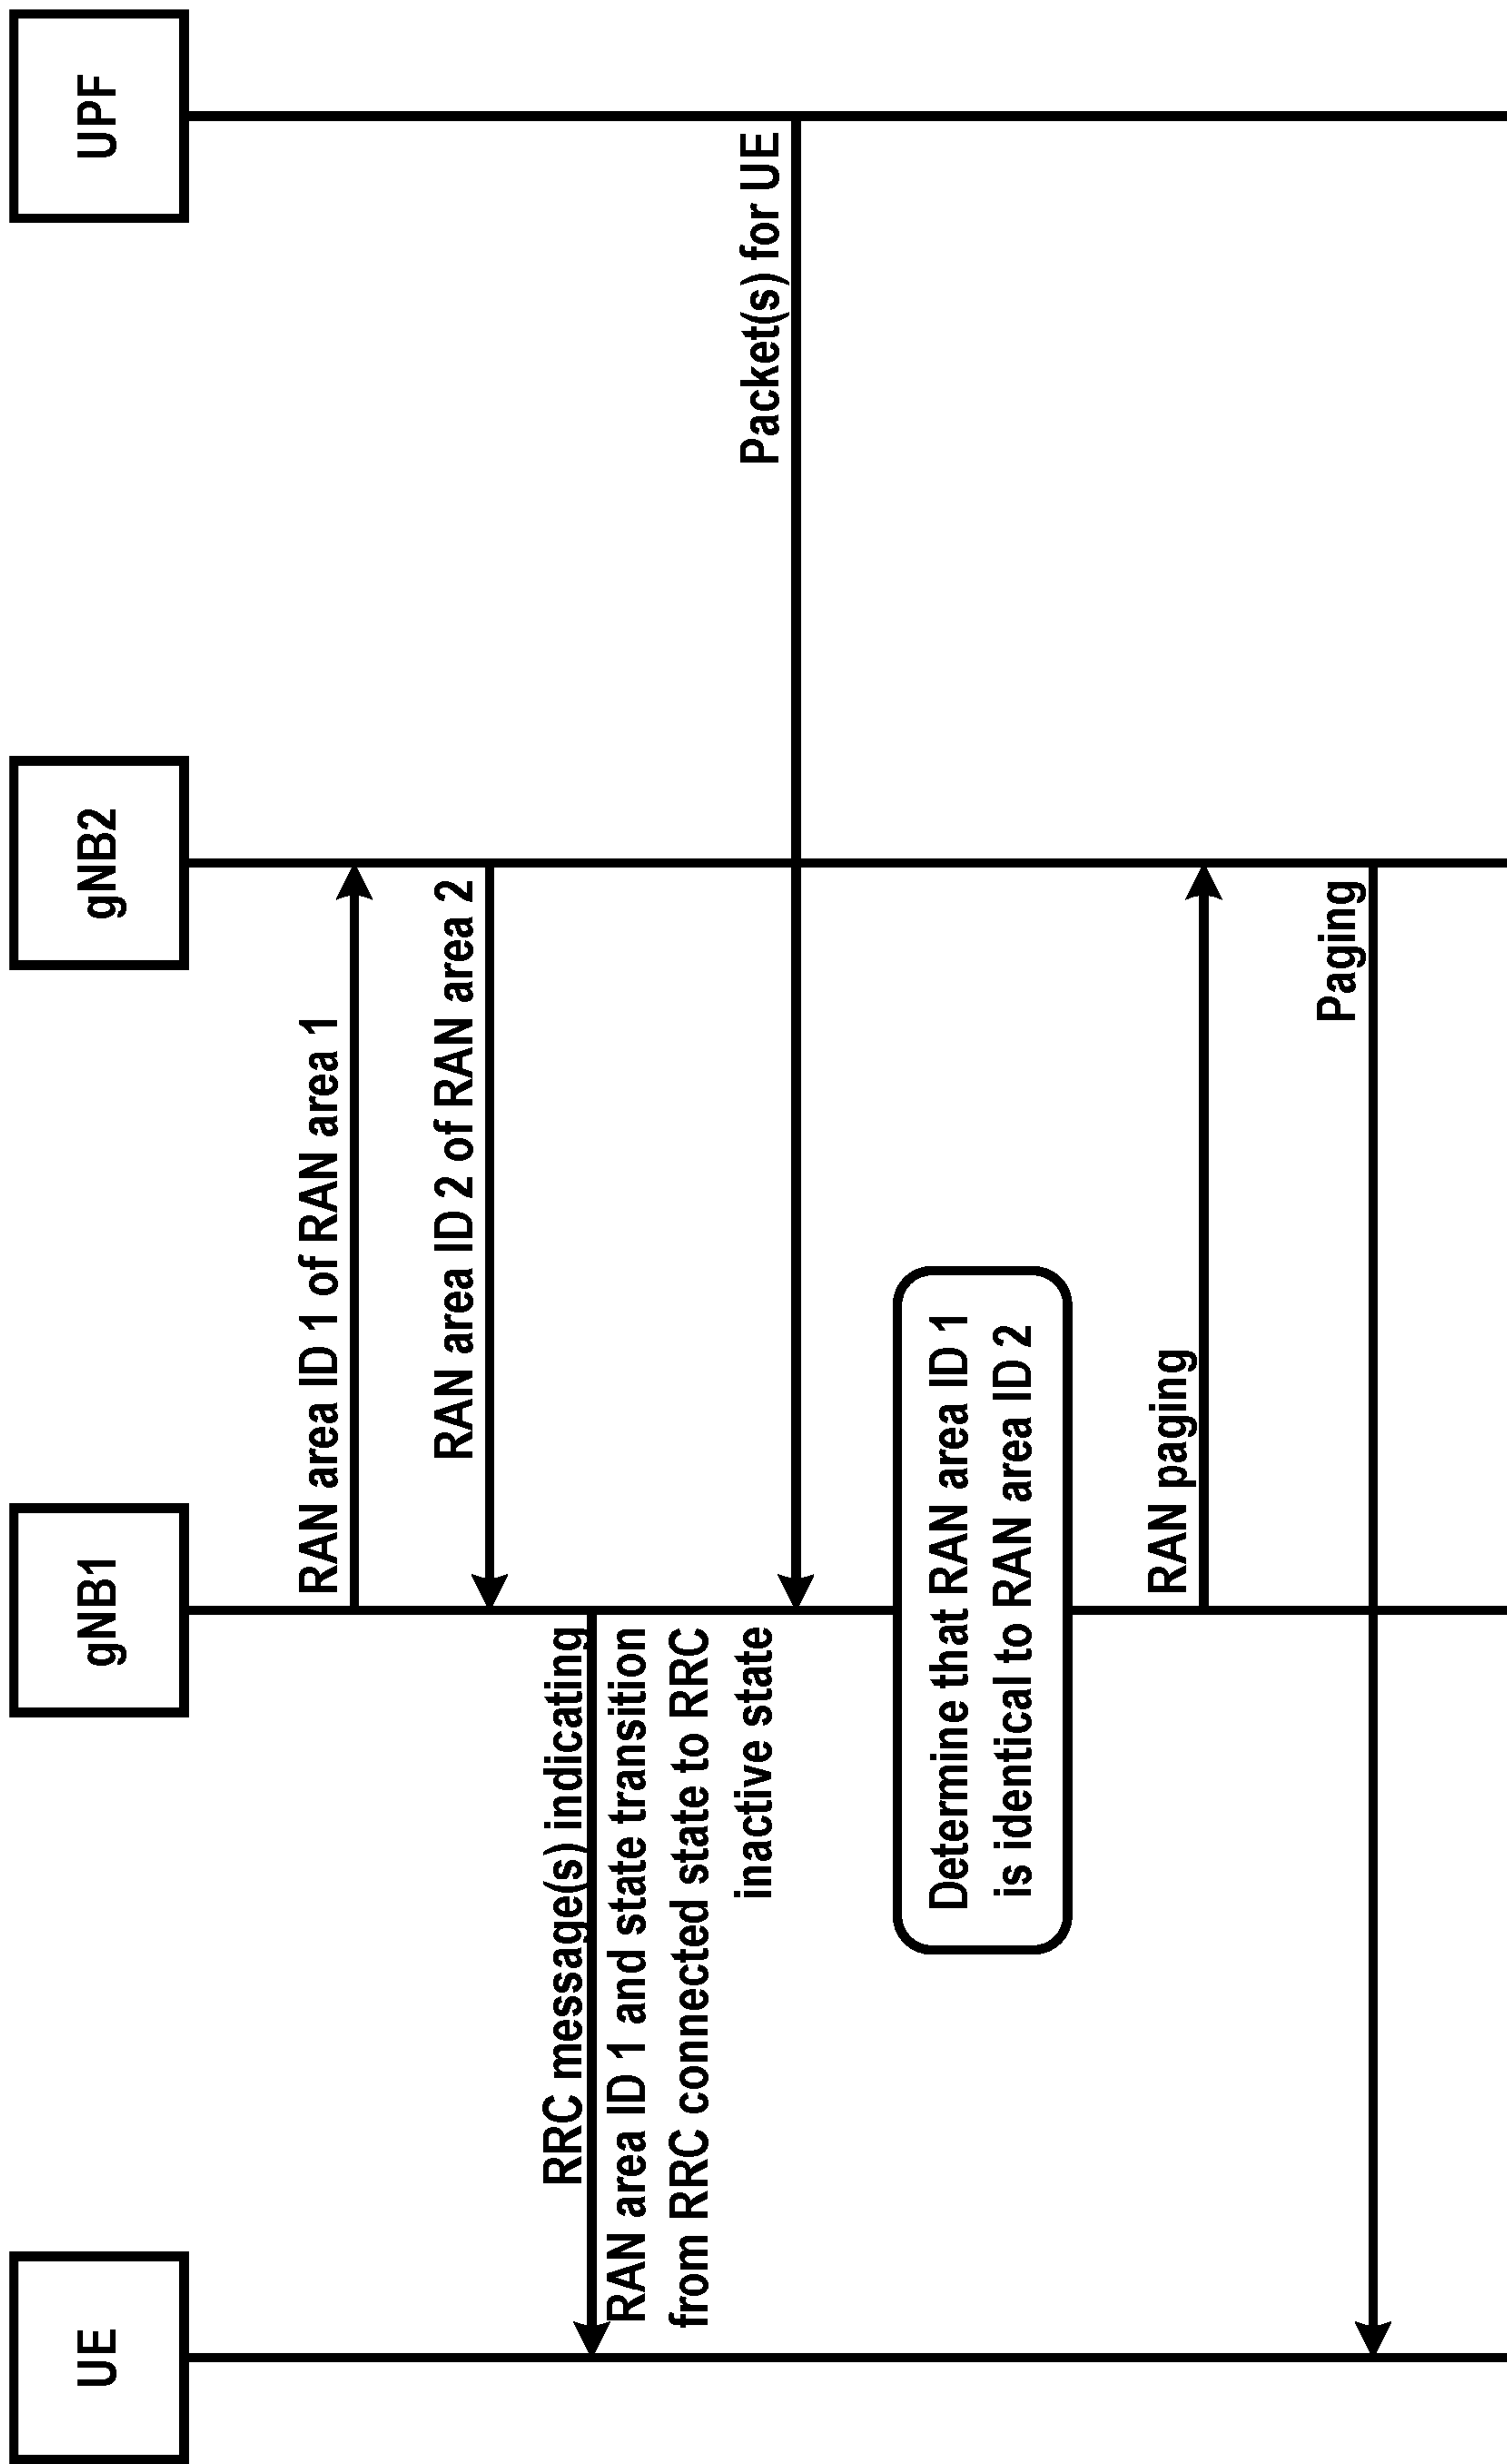 UE
gNB1
gNB2
UPF
RAN area ID 1 of RAN area 1
RAN area ID 2 of RAN area 2
RRC message(s) indicating
RAN area ID 1 and state transition
from RRC connected state to RRC
inactive state
Packet(s) for UE
Determine that RAN area ID 1
is identical to RAN area ID 2
RAN paging
Paging